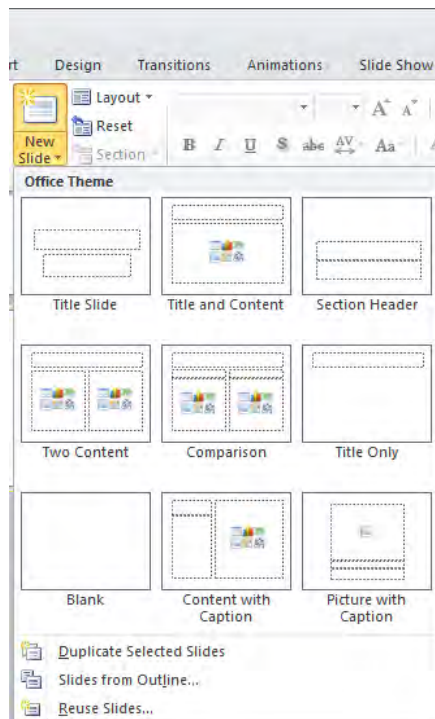 rt Design Transitions Animations Slide Show
Layout
Reset
New
Slide
Section
B I U S abc AV Aa
A A
Office Theme
Title Slide Title and Content Section Header
Two Content Comparison Title Only
Blank Content with Caption Picture with Caption
Duplicate Selected Slides
Slides from Outline...
Reuse Slides...